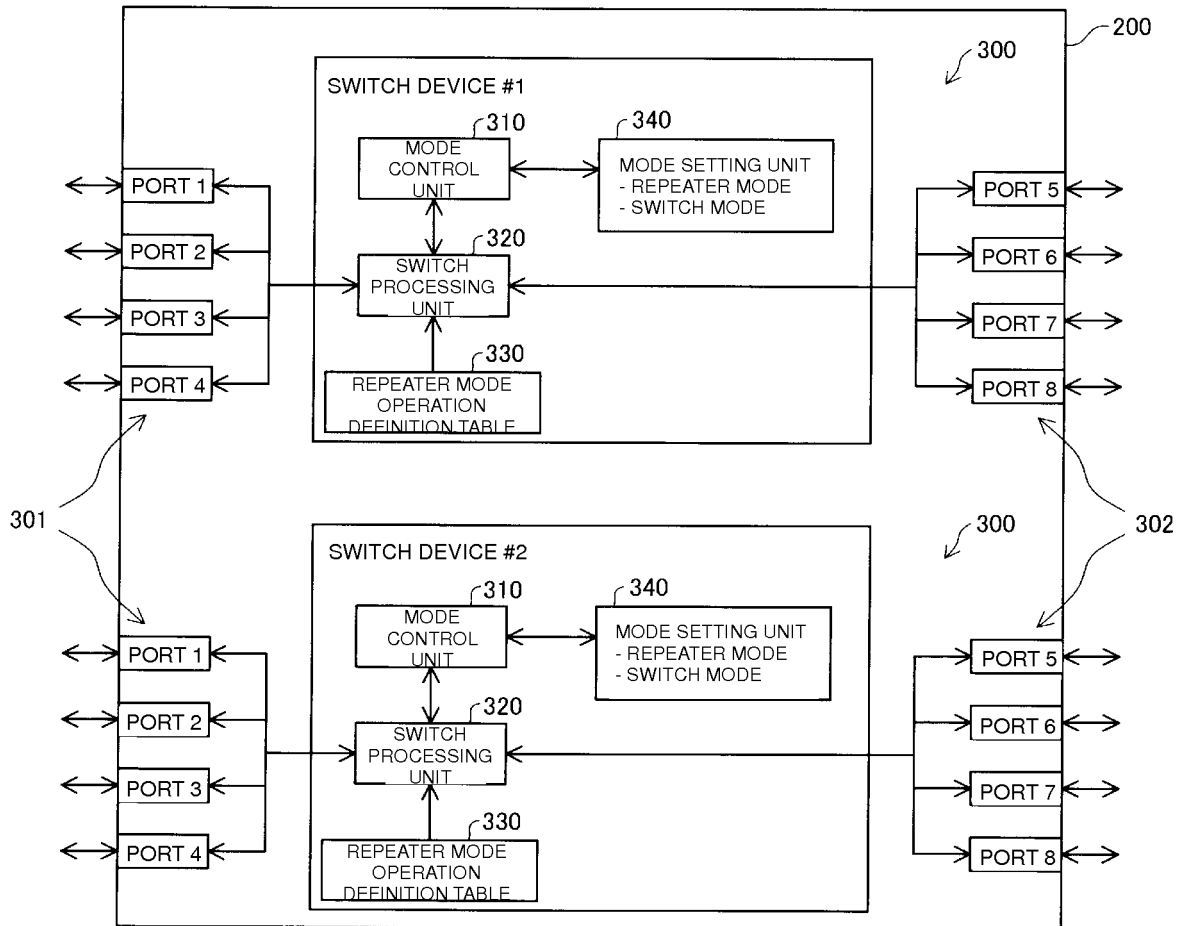 200
300
SWITCH DEVICE #1
310
340
MODE
CONTROL
UNIT
MODE SETTING UNIT
- REPEATER MODE
- SWITCH MODE
PORT 1
PORT 5
PORT 2
320
PORT 6
SWITCH
PROCESSING
UNIT
PORT 3
PORT 7
330
PORT 4
REPEATER MODE
OPERATION
DEFINITION TABLE
PORT 8
301
302
300
SWITCH DEVICE #2
310
340
MODE
CONTROL
UNIT
MODE SETTING UNIT
- REPEATER MODE
- SWITCH MODE
PORT 1
PORT 5
PORT 2
320
PORT 6
SWITCH
PROCESSING
UNIT
PORT 3
PORT 7
330
PORT 4
REPEATER MODE
OPERATION
DEFINITION TABLE
PORT 8